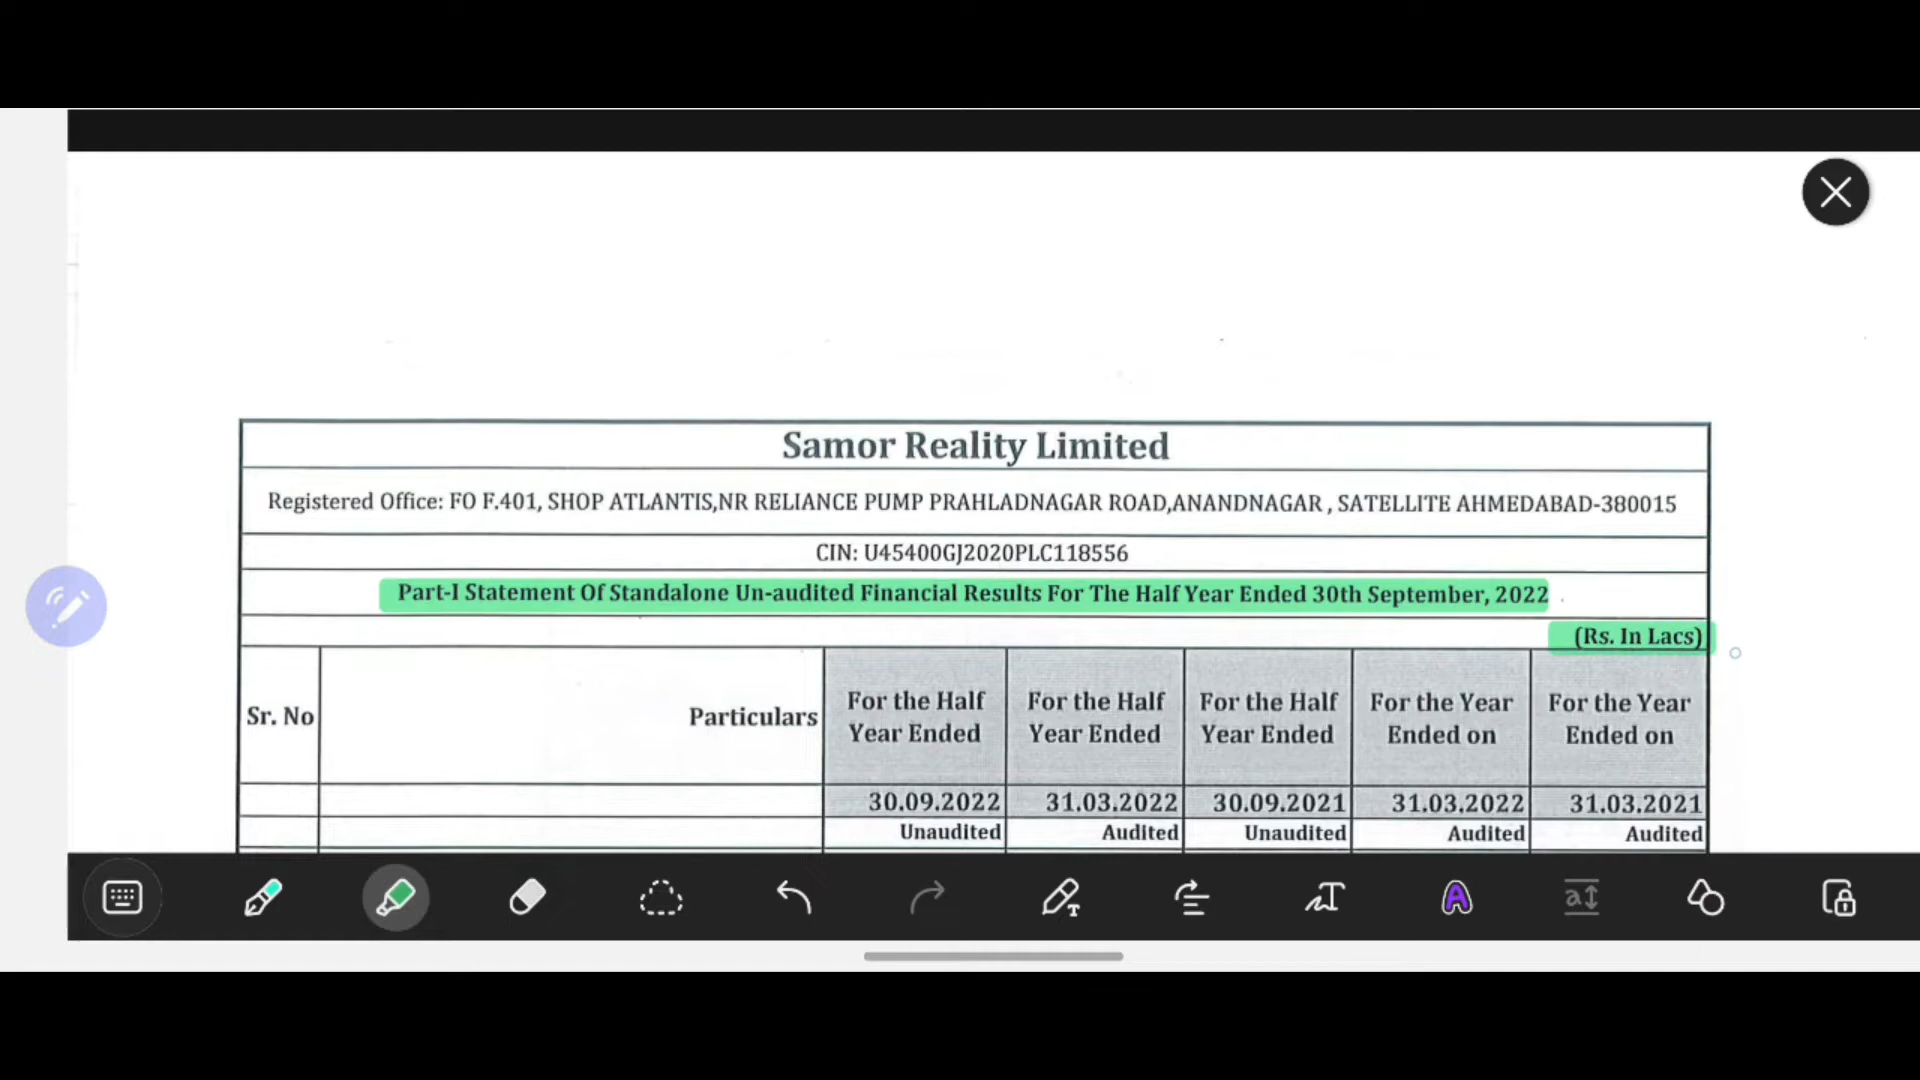 Samor Reality Limited
Registered Office: FO F.401, SHOP ATLANTIS,NR RELIANCE PUMP PRAHLADNAGAR ROAD,ANANDNAGAR , SATELLITE AHMEDABAD-380015
CIN: U45400GJ2020PLC118556
Part-I Statement Of Standalone Un-audited Financial Results For The Half Year Ended 30th September, 2022
(Rs. In Lacs)
Sr. No Particulars For the Half Year Ended For the Half Year Ended For the Half Year Ended For the Year Ended on For the Year Ended on
30.09.2022 31.03.2022 30.09.2021 31.03.2022 31.03.2021
Unaudited Audited Unaudited Audited Audited